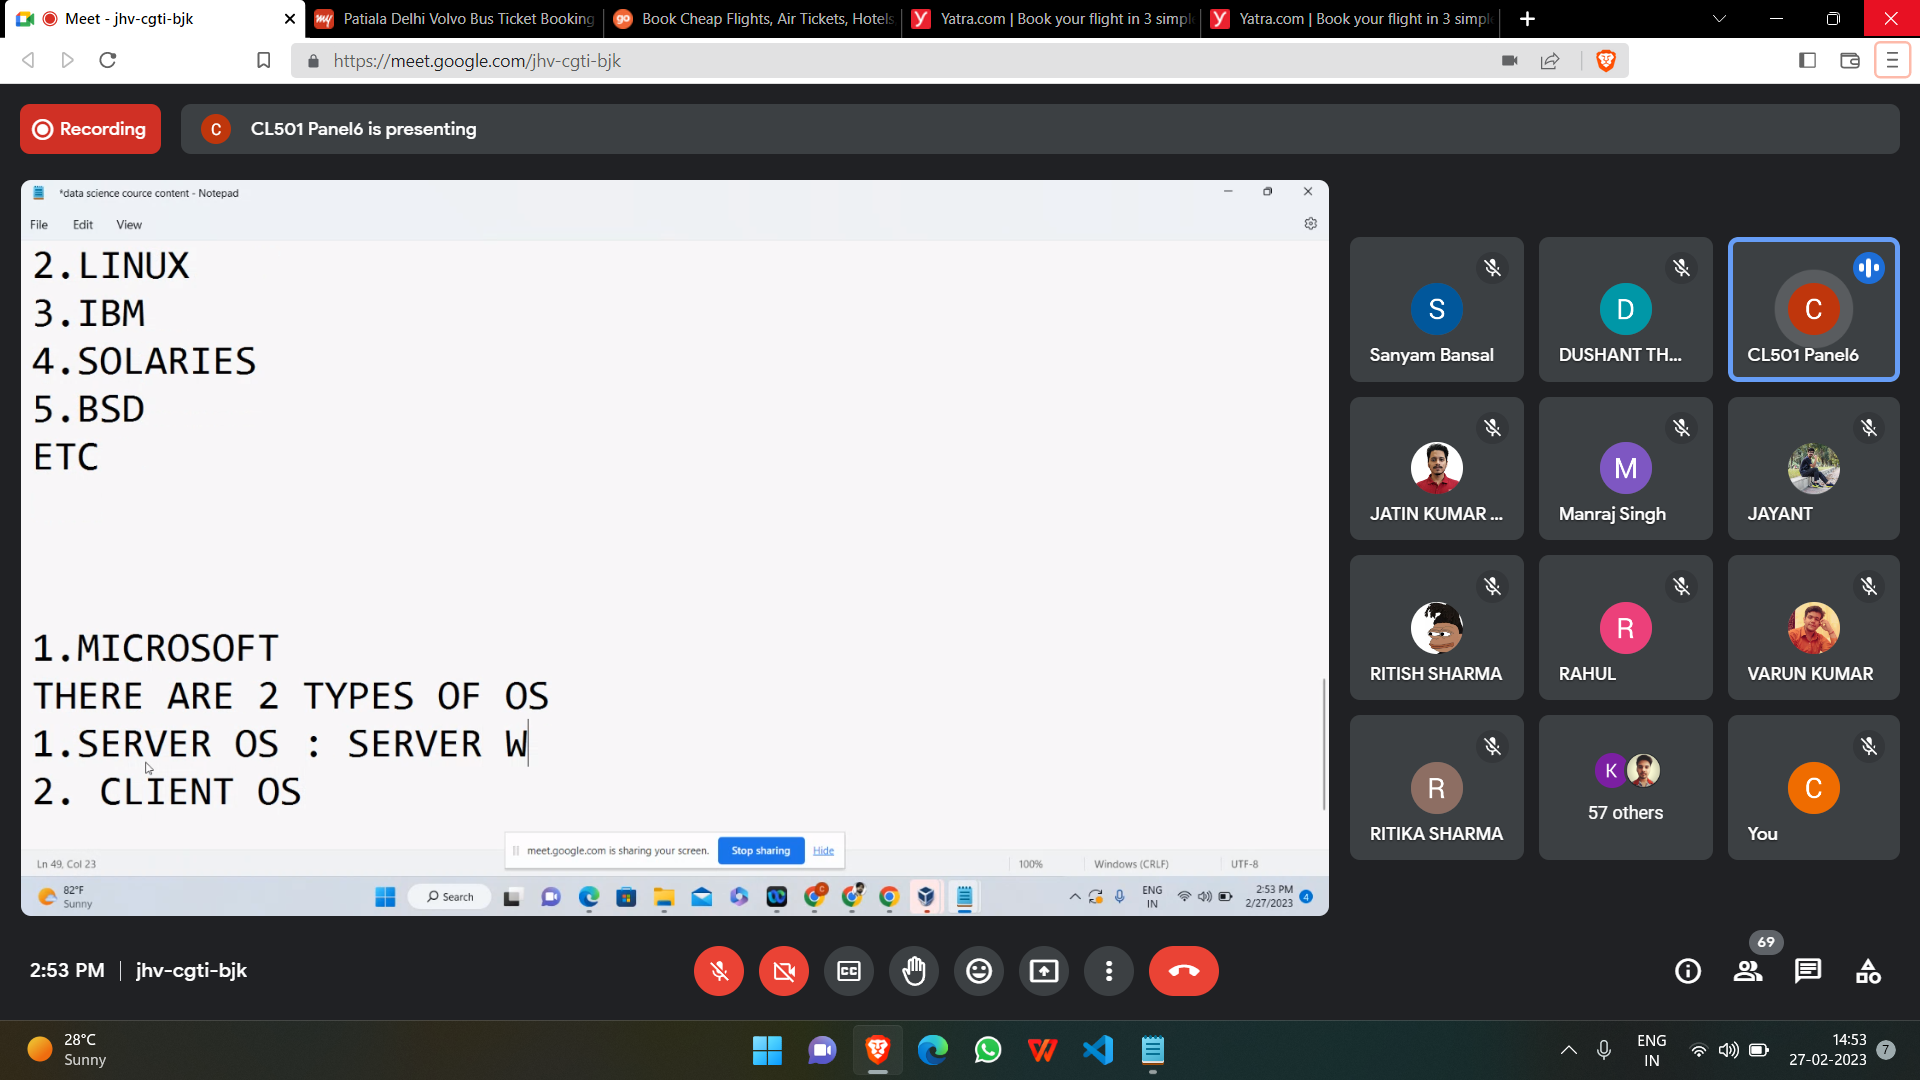 Meet - jhv-cgti-bjk
my
Patiala Delhi Volvo Bus Ticket Booking
go
Book Cheap Flights, Air Tickets, Hotels
Y
Yatra.com | Book your flight in 3 simple
Y
Yatra.com | Book your flight in 3 simple
https://meet.google.com/jhv-cgti-bjk
Recording
C
CL501 Panel6 is presenting
*data science cource content - Notepad
File Edit View
2.LINUX
3.IBM
4.SOLARIES
5.BSD
ETC
1.MICROSOFT
THERE ARE 2 TYPES OF OS
1.SERVER OS : SERVER W
2. CLIENT OS
meet.google.com is sharing your screen. Stop sharing Hide
Ln 49, Col 23 100% Windows (CRLF) UTF-8
82°F
Sunny
Search
C
ENG
IN
2:53 PM
2/27/2023
4
S
Sanyam Bansal
D
DUSHANT TH...
C
CL501 Panel6
JATIN KUMAR ...
M
Manraj Singh
JAYANT
RITISH SHARMA
R
RAHUL
VARUN KUMAR
R
RITIKA SHARMA
K
57 others
C
You
2:53 PM | jhv-cgti-bjk
CC
69
28°C
Sunny
W
ENG
IN
14:53
27-02-2023
7